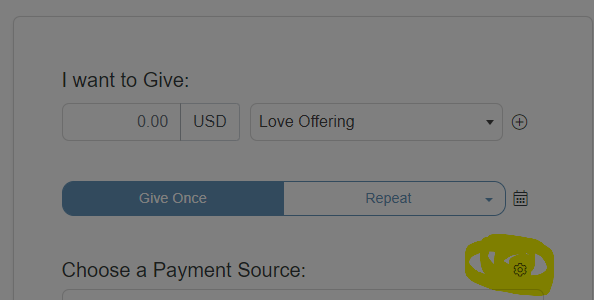 I want to Give:
0.00 USD Love Offering
Give Once Repeat
Choose a Payment Source: